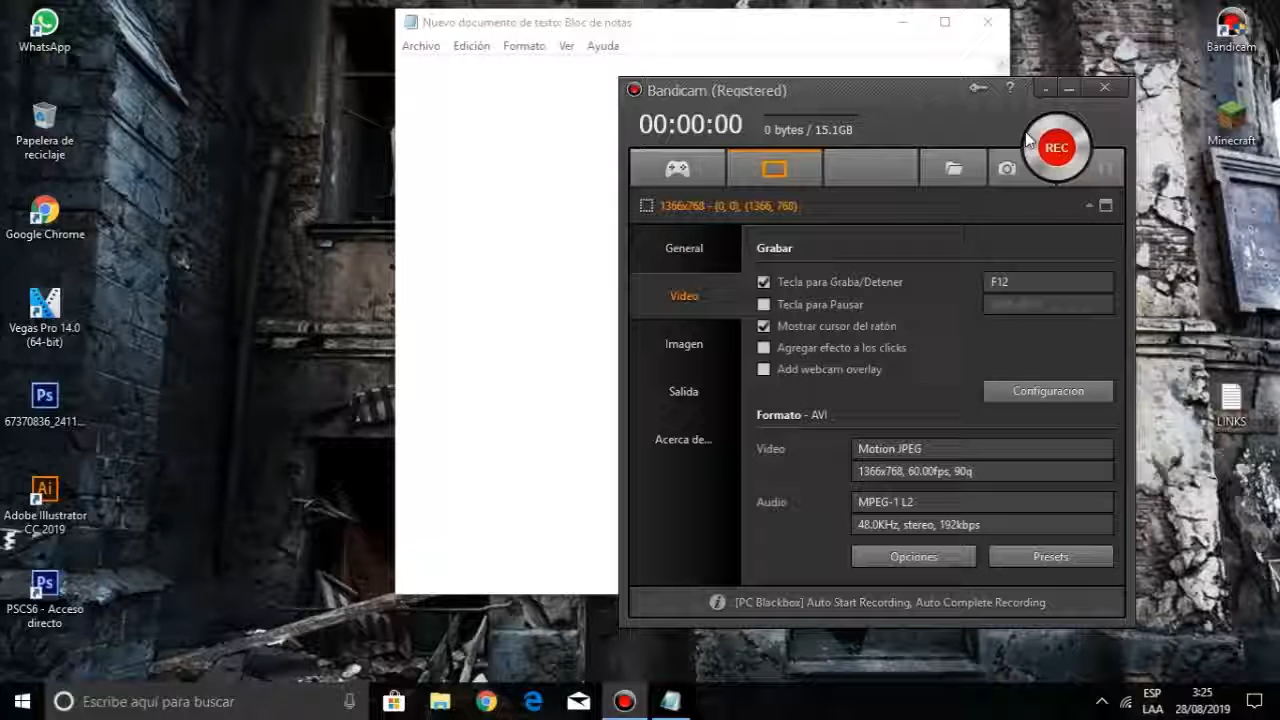 WhatsApp
Papelera de
reciclaje
Google Chrome
Vegas Pro 14.0
(64-bit)
Ps
67370836_2411...
Ai
Adobe Illustrator
CC 2019
Ps
PSCS6 - Acceso
directo
Nuevo documento de texto: Bloc de notas
Archivo Edición Formato Ver Ayuda
Bandicam (Registered)
00:00:00
0 bytes / 15.1GB
REC
1366x768 - (0, 0), (1366, 768)
General
Video
Imagen
Salida
Acerca de...
Grabar
Tecla para Graba/Detener F12
Tecla para Pausar
Mostrar cursor del raton
Agregar efecto a los clicks
Add webcam overlay
Configuracion
Formato - AVI
Video Motion JPEG
1366x768, 60.00fps, 90q
Audio MPEG-1 L2
48.0KHz, stereo, 192kbps
Opciones Presets
[PC Blackbox] Auto Start Recording, Auto Complete Recording
Bandicam
Minecraft
LINKS
Escribe aquí para buscar
ESP
LAA
3:25
28/08/2019